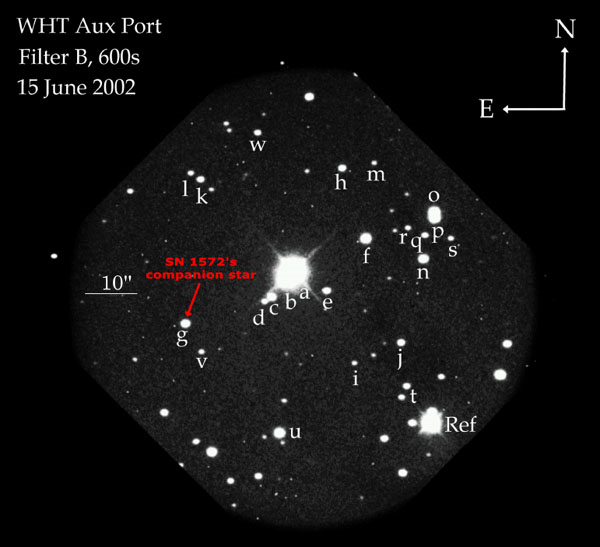 WHT Aux Port
Filter B, 600s
15 June 2002
N
E
w
l
k
h
m
o
p
r
q
s
f
n
SN 1572's
companion star
10"
a
b
c
d
e
g
v
i
j
t
u
Ref